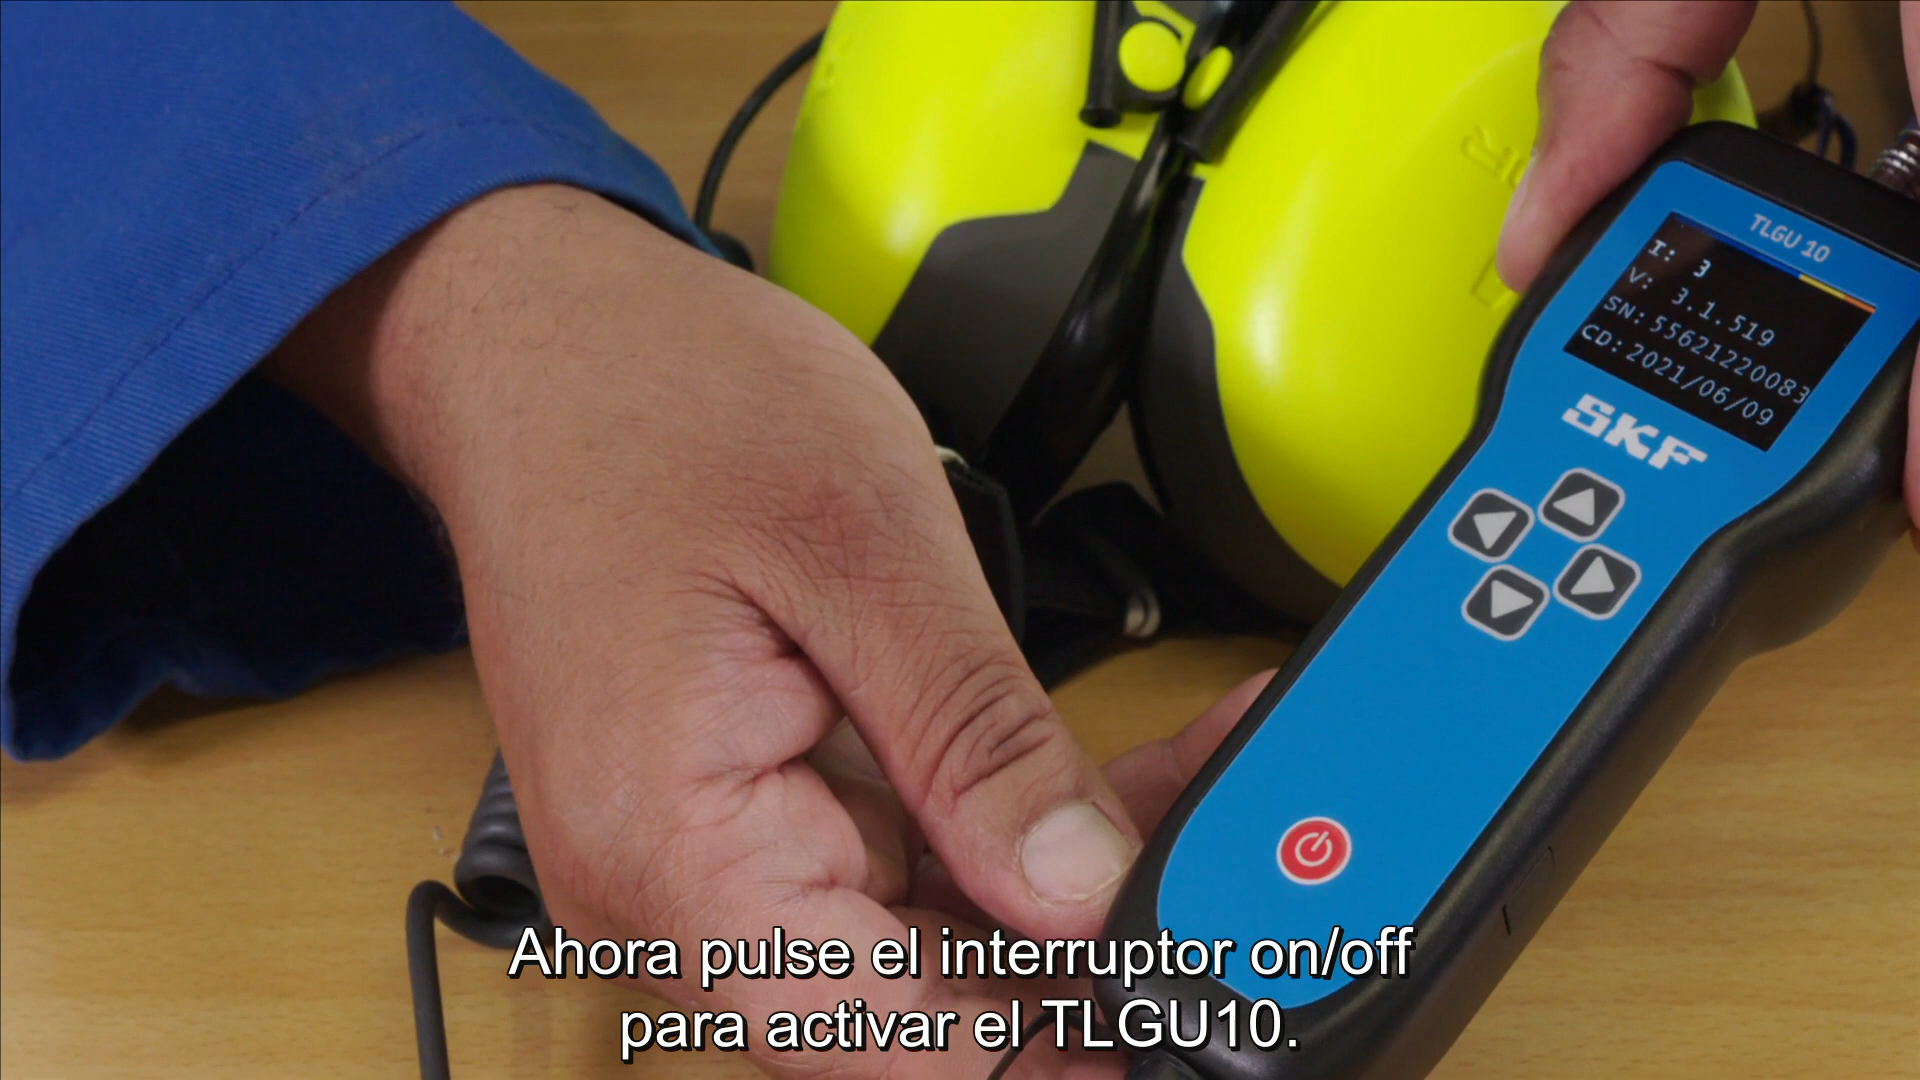 TLGU 10
I: 3
V: 3.1.519
SN:55621220083
CD:2021/06/09
SKF
Ahora pulse el interruptor on/off
para activar el TLGU10.